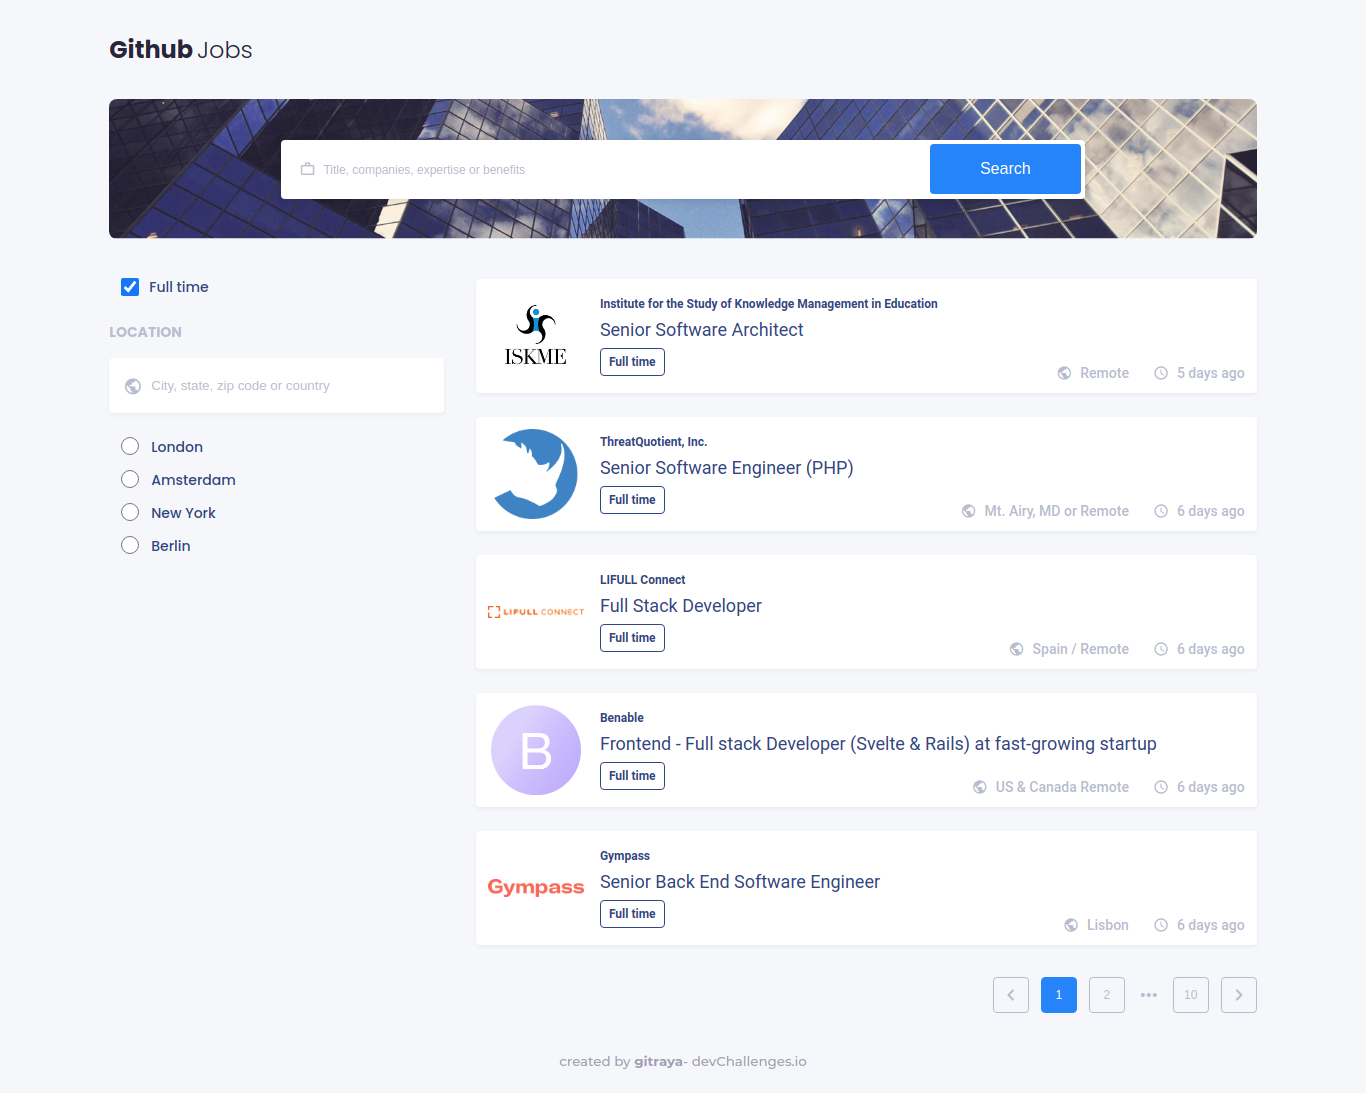 Github Jobs
Title, companies, expertise or benefits
Search
Full time
LOCATION
City, state, zip code or country
London
Amsterdam
New York
Berlin
ISKME
Institute for the Study of Knowledge Management in Education
Senior Software Architect
Full time
Remote
5 days ago
ThreatQuotient, Inc.
Senior Software Engineer (PHP)
Full time
Mt. Airy, MD or Remote
6 days ago
LIFULL CONNECT
LIFULL Connect
Full Stack Developer
Full time
Spain / Remote
6 days ago
B
Benable
Frontend - Full stack Developer (Svelte & Rails) at fast-growing startup
Full time
US & Canada Remote
6 days ago
Gympass
Gympass
Senior Back End Software Engineer
Full time
Lisbon
6 days ago
1
2
•••
10
created by gitraya- devChallenges.io